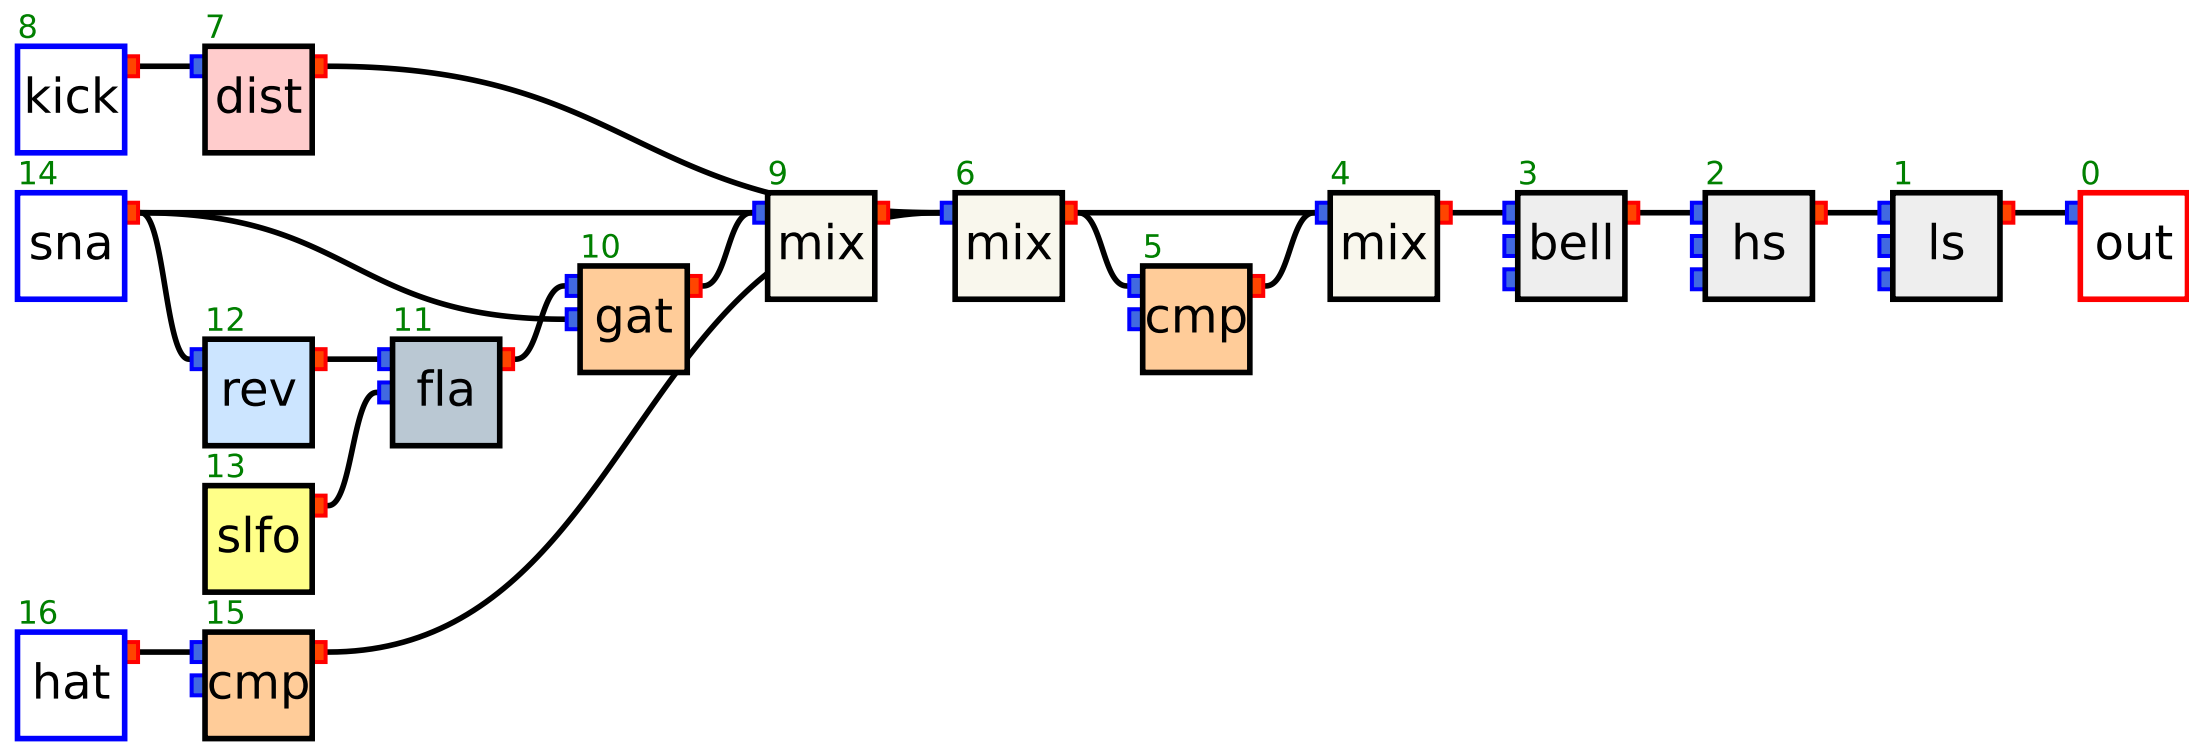 8
kick
7
dist
14
sna
9
mix
6
mix
4
mix
3
bell
2
hs
1
ls
0
out
10
gat
5
cmp
12
rev
11
fla
13
slfo
16
hat
15
cmp